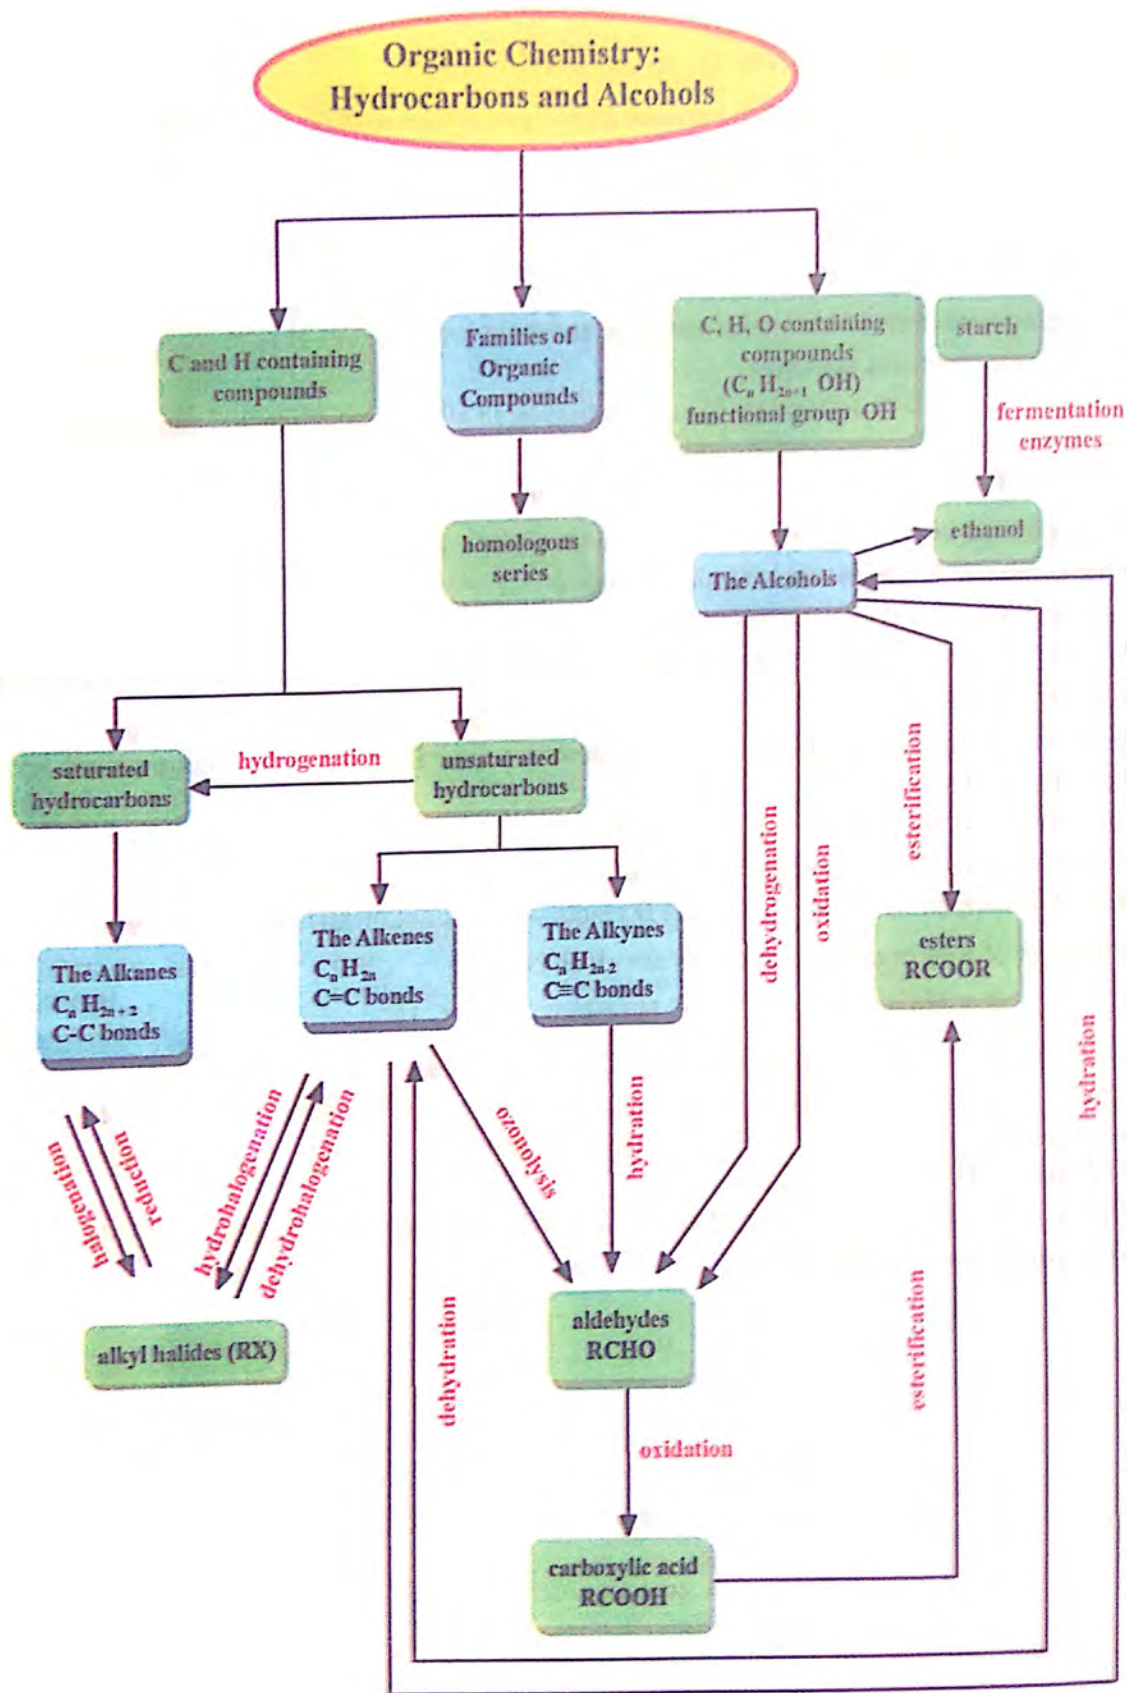 Organic Chemistry:
Hydrocarbons and Alcohols
C and H containing
compounds
Families of
Organic
Compounds
C, H, O containing
compounds
(CₙH₂ₙ₊₁ OH)
functional group OH
starch
fermentation
enzymes
homologous
series
ethanol
The Alcohols
saturated
hydrocarbons
hydrogenation
unsaturated
hydrocarbons
dehydrogenation
oxidation
esterification
The Alkanes
CₙH₂ₙ₊₂
C-C bonds
The Alkenes
CₙH₂ₙ
C=C bonds
The Alkynes
CₙH₂ₙ₋₂
C≡C bonds
esters
RCOOR
hydration
halogenation
reduction
hydrohalogenation
dehydrohalogenation
ozonolysis
hydration
alkyl halides (RX)
dehydration
aldehydes
RCHO
esterification
oxidation
carboxylic acid
RCOOH